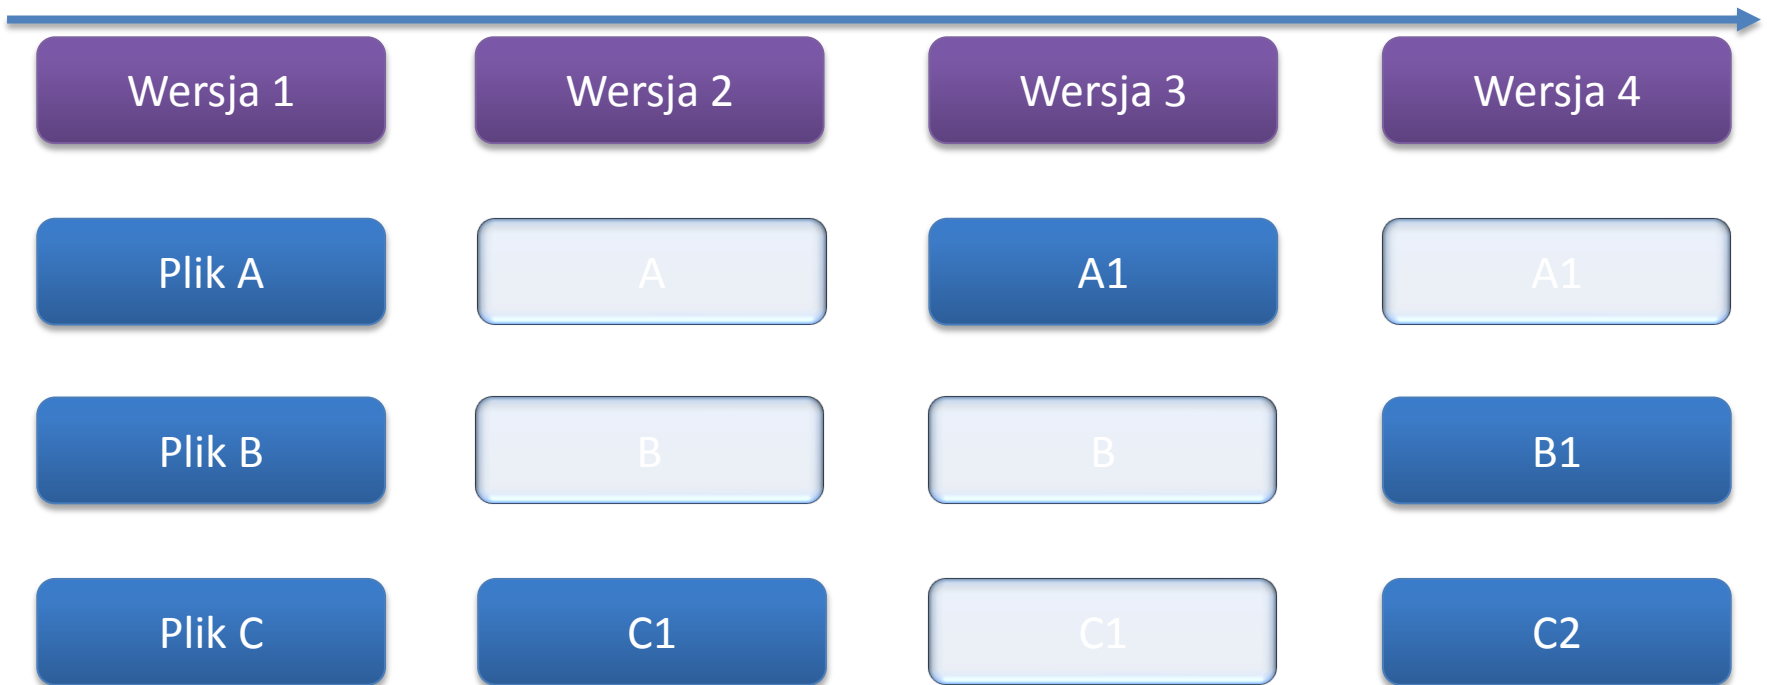 Wersja 1
Wersja 2
Wersja 3
Wersja 4
Plik A
A
A1
A1
Plik B
B
B
B1
Plik C
C1
C1
C2